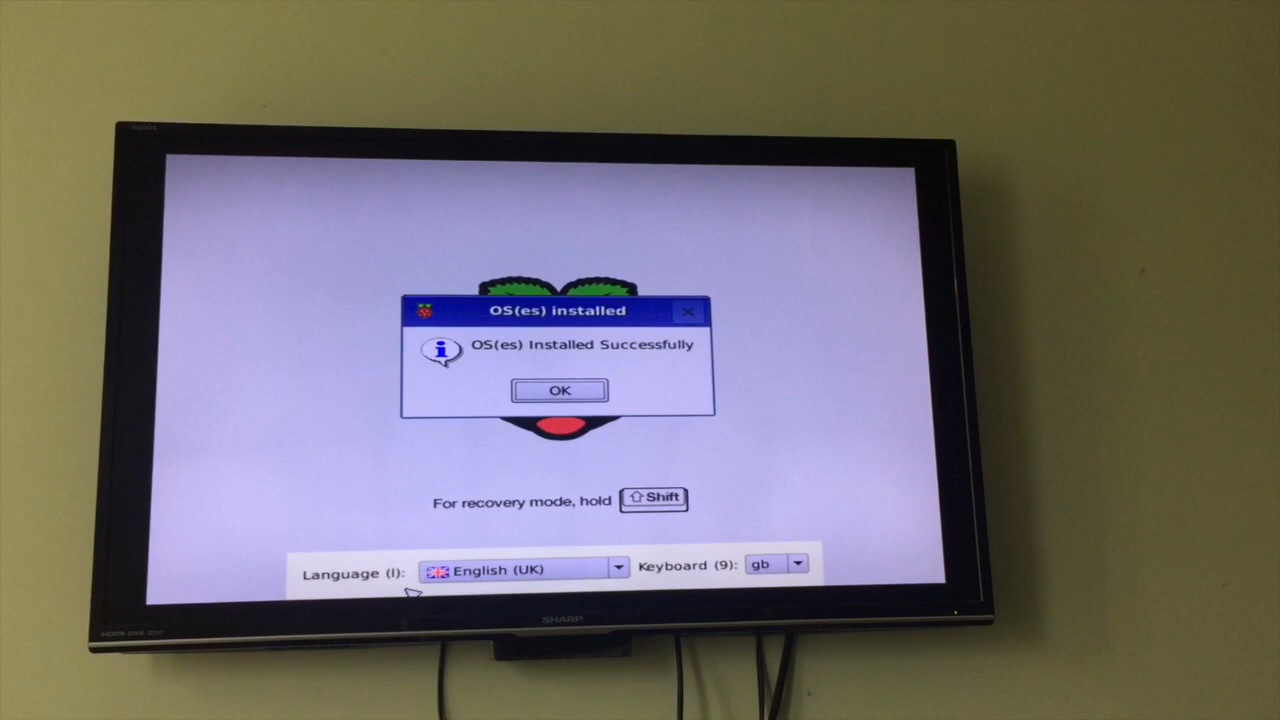 AQUOS
OS(es) installed
OS(es) Installed Successfully
OK
For recovery mode, hold Shift
Language (l): English (UK) Keyboard (9): gb
SHARP